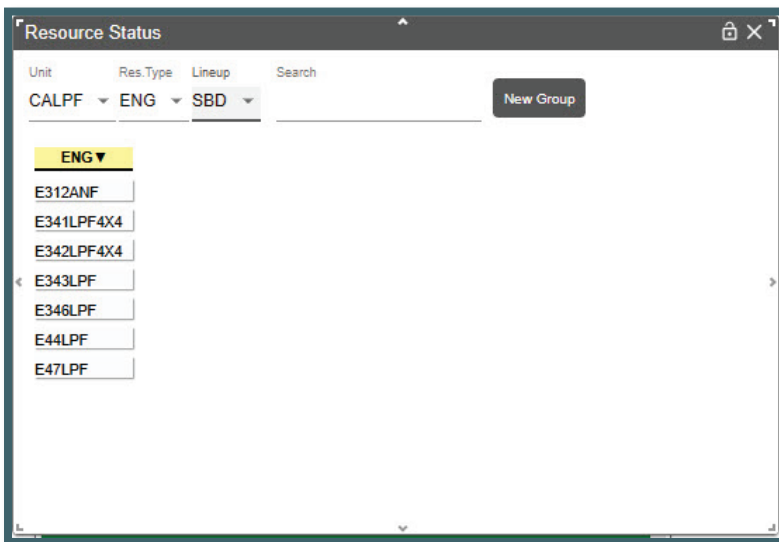 Resource Status
Unit Res.Type Lineup Search
CALPF ENG SBD New Group
ENG▼
E312ANF
E341LPF4X4
E342LPF4X4
E343LPF
E346LPF
E44LPF
E47LPF